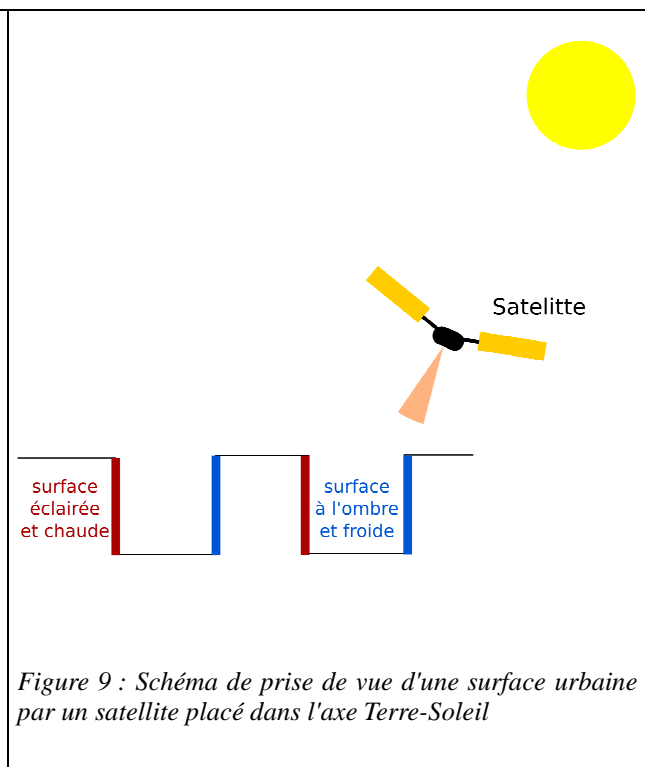 Satelitte
surface
éclairée
et chaude
surface
à l'ombre
et froide
Figure 9 : Schéma de prise de vue d'une surface urbaine
par un satellite placé dans l'axe Terre-Soleil